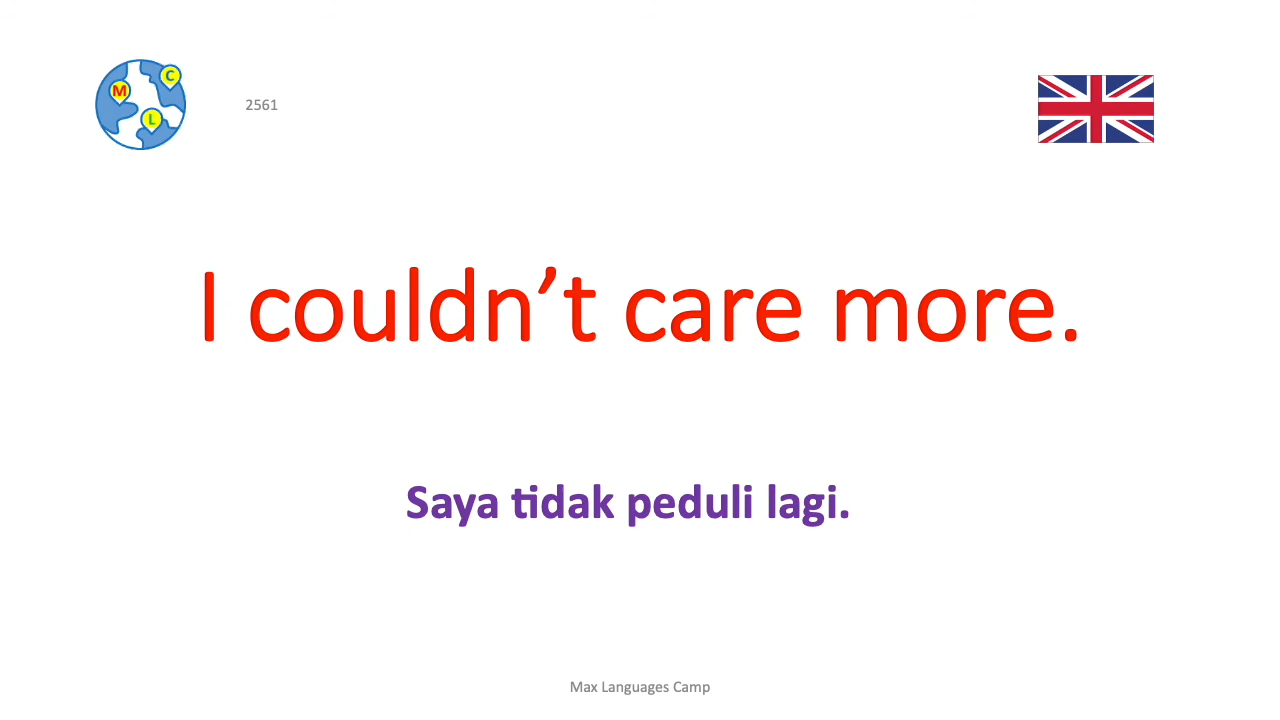 M
C
L
2561
I couldn’t care more.
Saya tidak peduli lagi.
Max Languages Camp